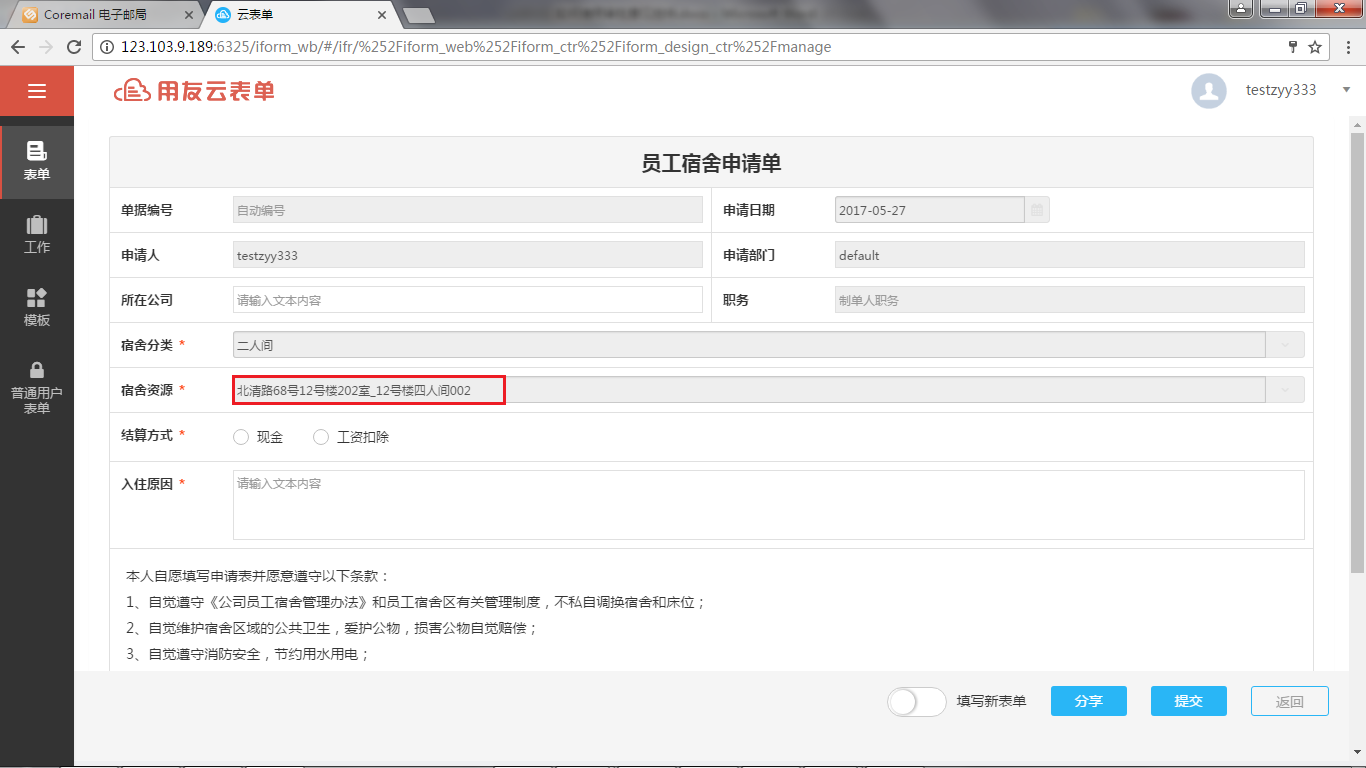 Coremail 电子邮局
云表单
123.103.9.189:6325/iform_wb/#/ifr/%252Fiform_web%252Fiform_ctr%252Fiform_design_ctr%252Fmanage
用友云表单
testzyy333
表单
工作
模板
普通用户
表单
员工宿舍申请单
单据编号 自动编号 申请日期 2017-05-27
申请人 testzyy333 申请部门 default
所在公司 请输入文本内容 职务 制单人职务
宿舍分类 * 二人间
宿舍资源 * 北清路68号12号楼202室_12号楼四人间002
结算方式 * 现金 工资扣除
入住原因 * 请输入文本内容
本人自愿填写申请表并愿意遵守以下条款：
1、自觉遵守《公司员工宿舍管理办法》和员工宿舍区有关管理制度，不私自调换宿舍和床位；
2、自觉维护宿舍区域的公共卫生，爱护公物，损害公物自觉赔偿；
3、自觉遵守消防安全，节约用水用电；
填写新表单 分享 提交 返回